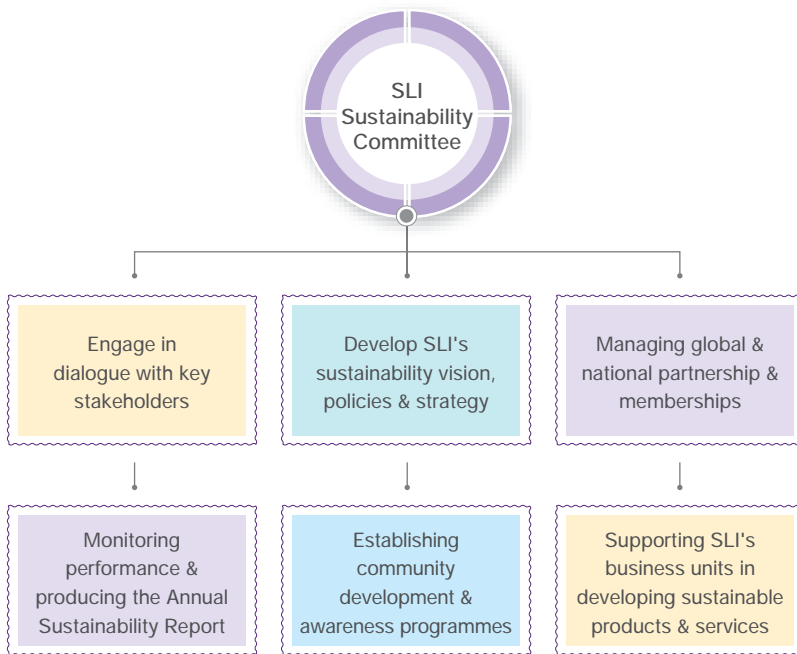 SLI
Sustainability
Committee
Engage in
dialogue with key
stakeholders
Develop SLI's
sustainability vision,
policies & strategy
Managing global &
national partnership &
memberships
Monitoring
performance &
producing the Annual
Sustainability Report
Establishing
community
development &
awareness programmes
Supporting SLI's
business units in
developing sustainable
products & services